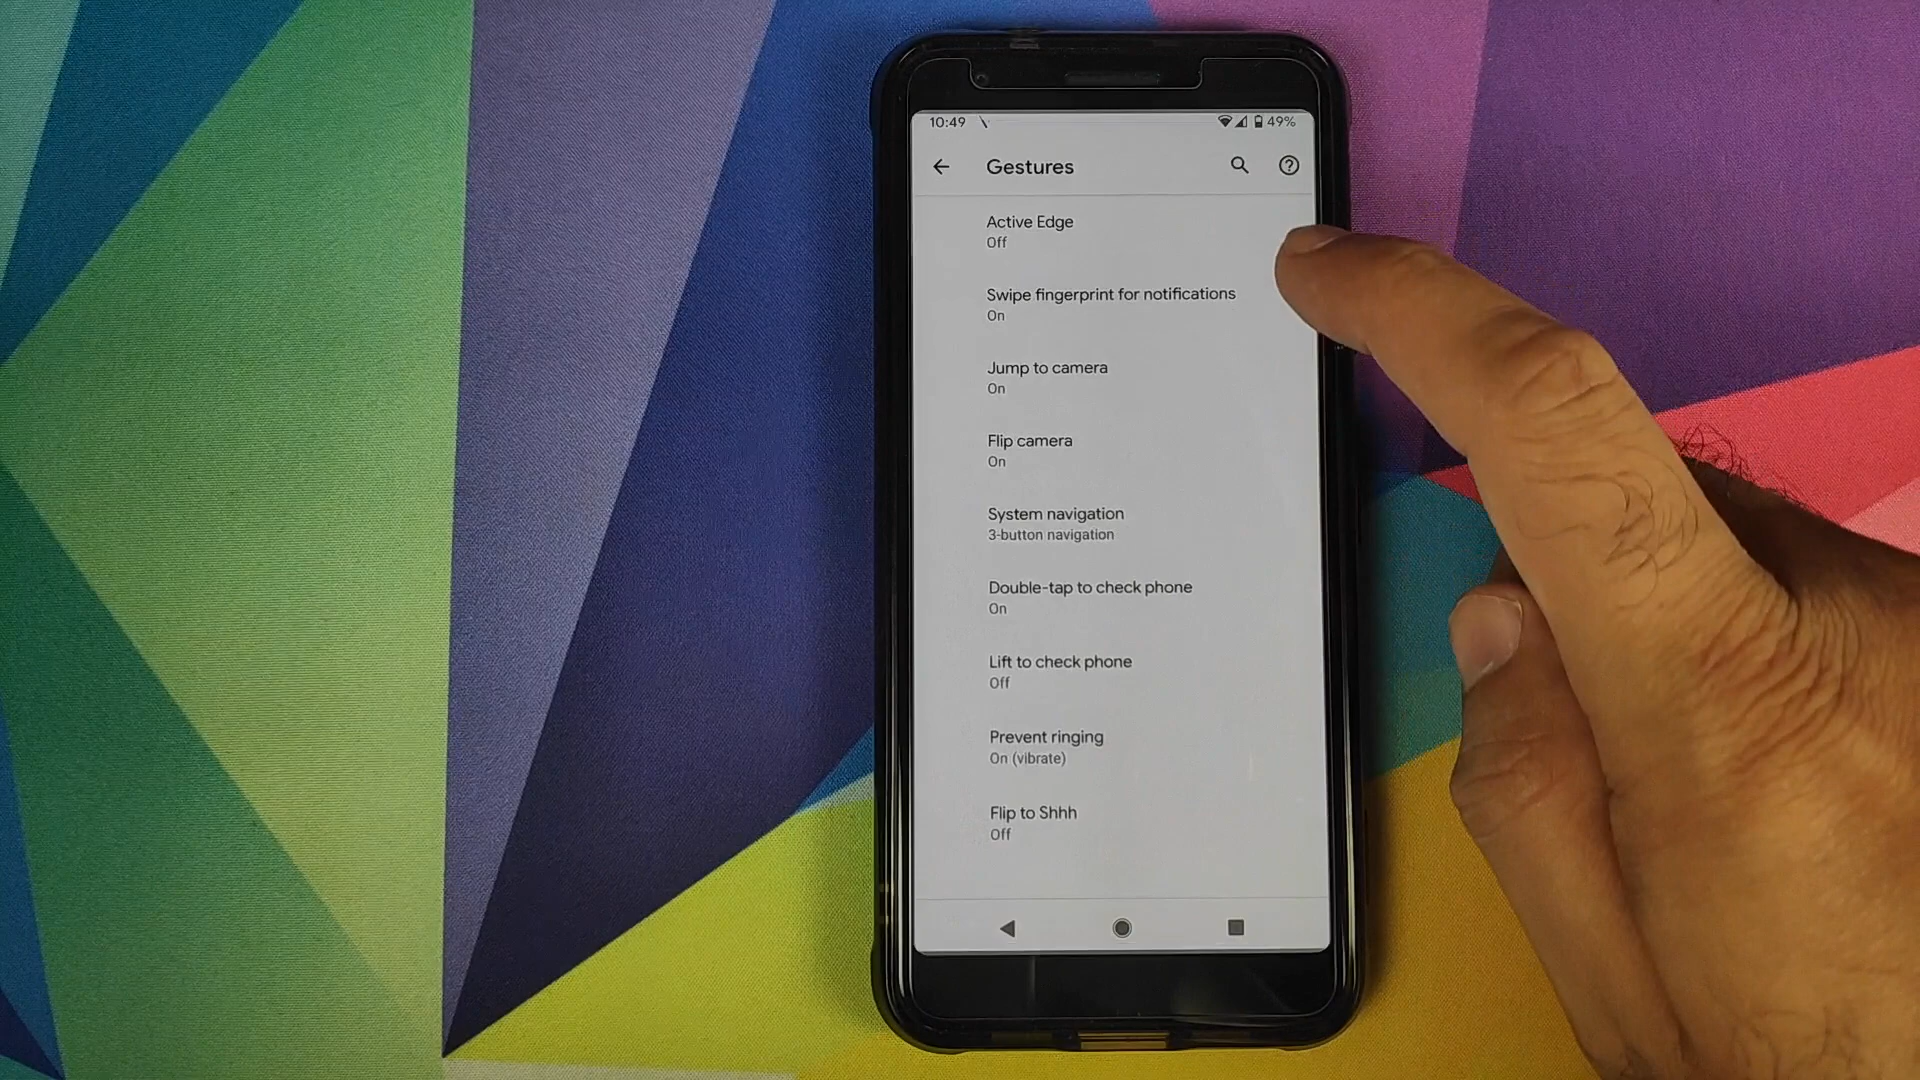 10:49
49%
Gestures
Active Edge
Off
Swipe fingerprint for notifications
On
Jump to camera
On
Flip camera
On
System navigation
3-button navigation
Double-tap to check phone
On
Lift to check phone
Off
Prevent ringing
On (vibrate)
Flip to Shhh
Off